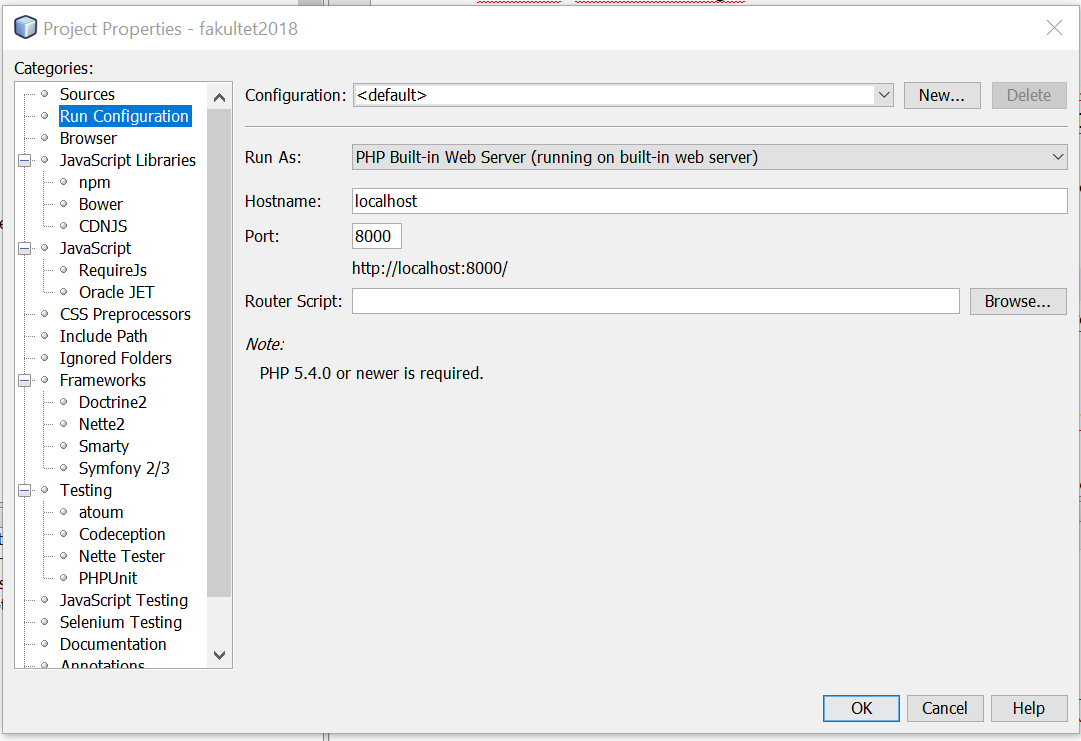 Project Properties - fakultet2018
Categories:
Sources
Run Configuration
Browser
JavaScript Libraries
npm
Bower
CDNJS
JavaScript
RequireJs
Oracle JET
CSS Preprocessors
Include Path
Ignored Folders
Frameworks
Doctrine2
Nette2
Smarty
Symfony 2/3
Testing
atoum
Codeception
Nette Tester
PHPUnit
JavaScript Testing
Selenium Testing
Documentation
Annotations
Configuration: <default> New... Delete
Run As: PHP Built-in Web Server (running on built-in web server)
Hostname: localhost
Port: 8000
http://localhost:8000/
Router Script: Browse...
Note:
PHP 5.4.0 or newer is required.
OK Cancel Help